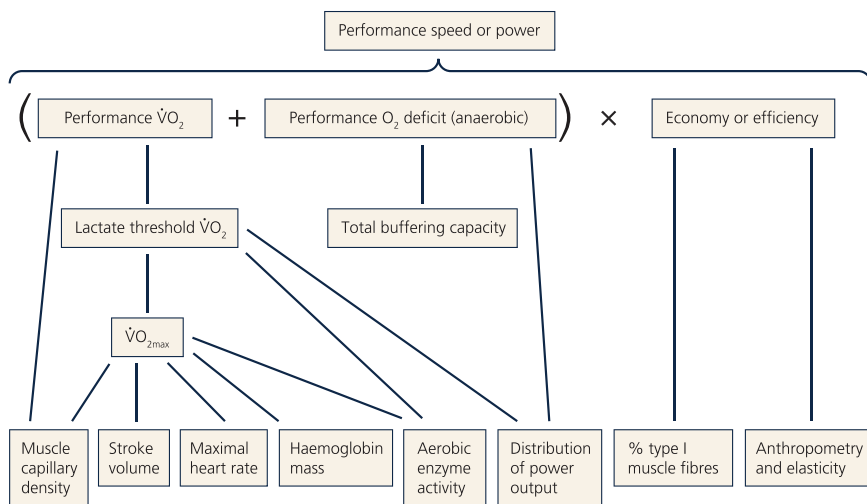 Performance speed or power
( Performance V̇O₂ + Performance O₂ deficit (anaerobic) ) × Economy or efficiency
Lactate threshold V̇O₂
Total buffering capacity
V̇O₂max
Muscle
capillary
density
Stroke
volume
Maximal
heart rate
Haemoglobin
mass
Aerobic
enzyme
activity
Distribution
of power
output
% type I
muscle fibres
Anthropometry
and elasticity